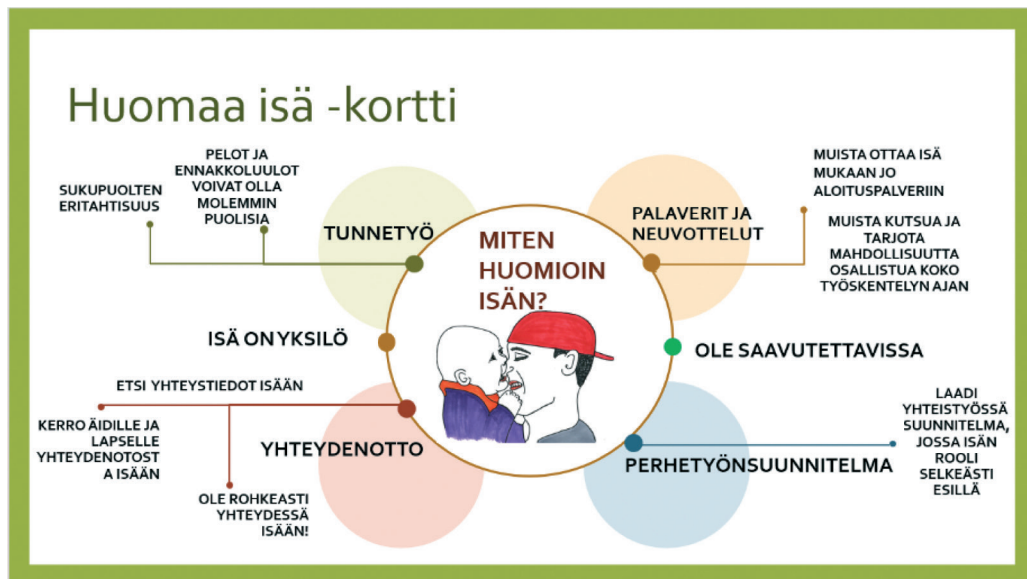 Huomaa isä -kortti
SUKUPUOLTEN
ERITAHTISUUS
PELOT JA
ENNAKKOLUULOT
VOIVAT OLLA
MOLEMMIN
PUOLISIA
TUNNETYÖ
MITEN
HUOMIOIN
ISÄN?
PALAVERIT JA
NEUVOTTELUT
MUISTA OTTAA ISÄ
MUKAAN JO
ALOITUSPALVERIIN
MUISTA KUTSUA JA
TARJOTA
MAHDOLLISUUTTA
OSALLISTUA KOKO
TYÖSKENTELYN AJAN
ISÄ ON YKSILÖ
OLE SAAVUTETTAVISSA
ETSI YHTEYSTIEDOT ISÄÄN
KERRO ÄIDILLE JA
LAPSELLE
YHTEYDENOTOST
A ISÄÄN
YHTEYDENOTTO
OLE ROHKEASTI
YHTEYDESSÄ
ISÄÄN!
PERHETYÖNSUUNNITELMA
LAADI
YHTEISTYÖSSÄ
SUUNNITELMA,
JOSSA ISÄN
ROOLI
SELKEÄSTI
ESILLÄ